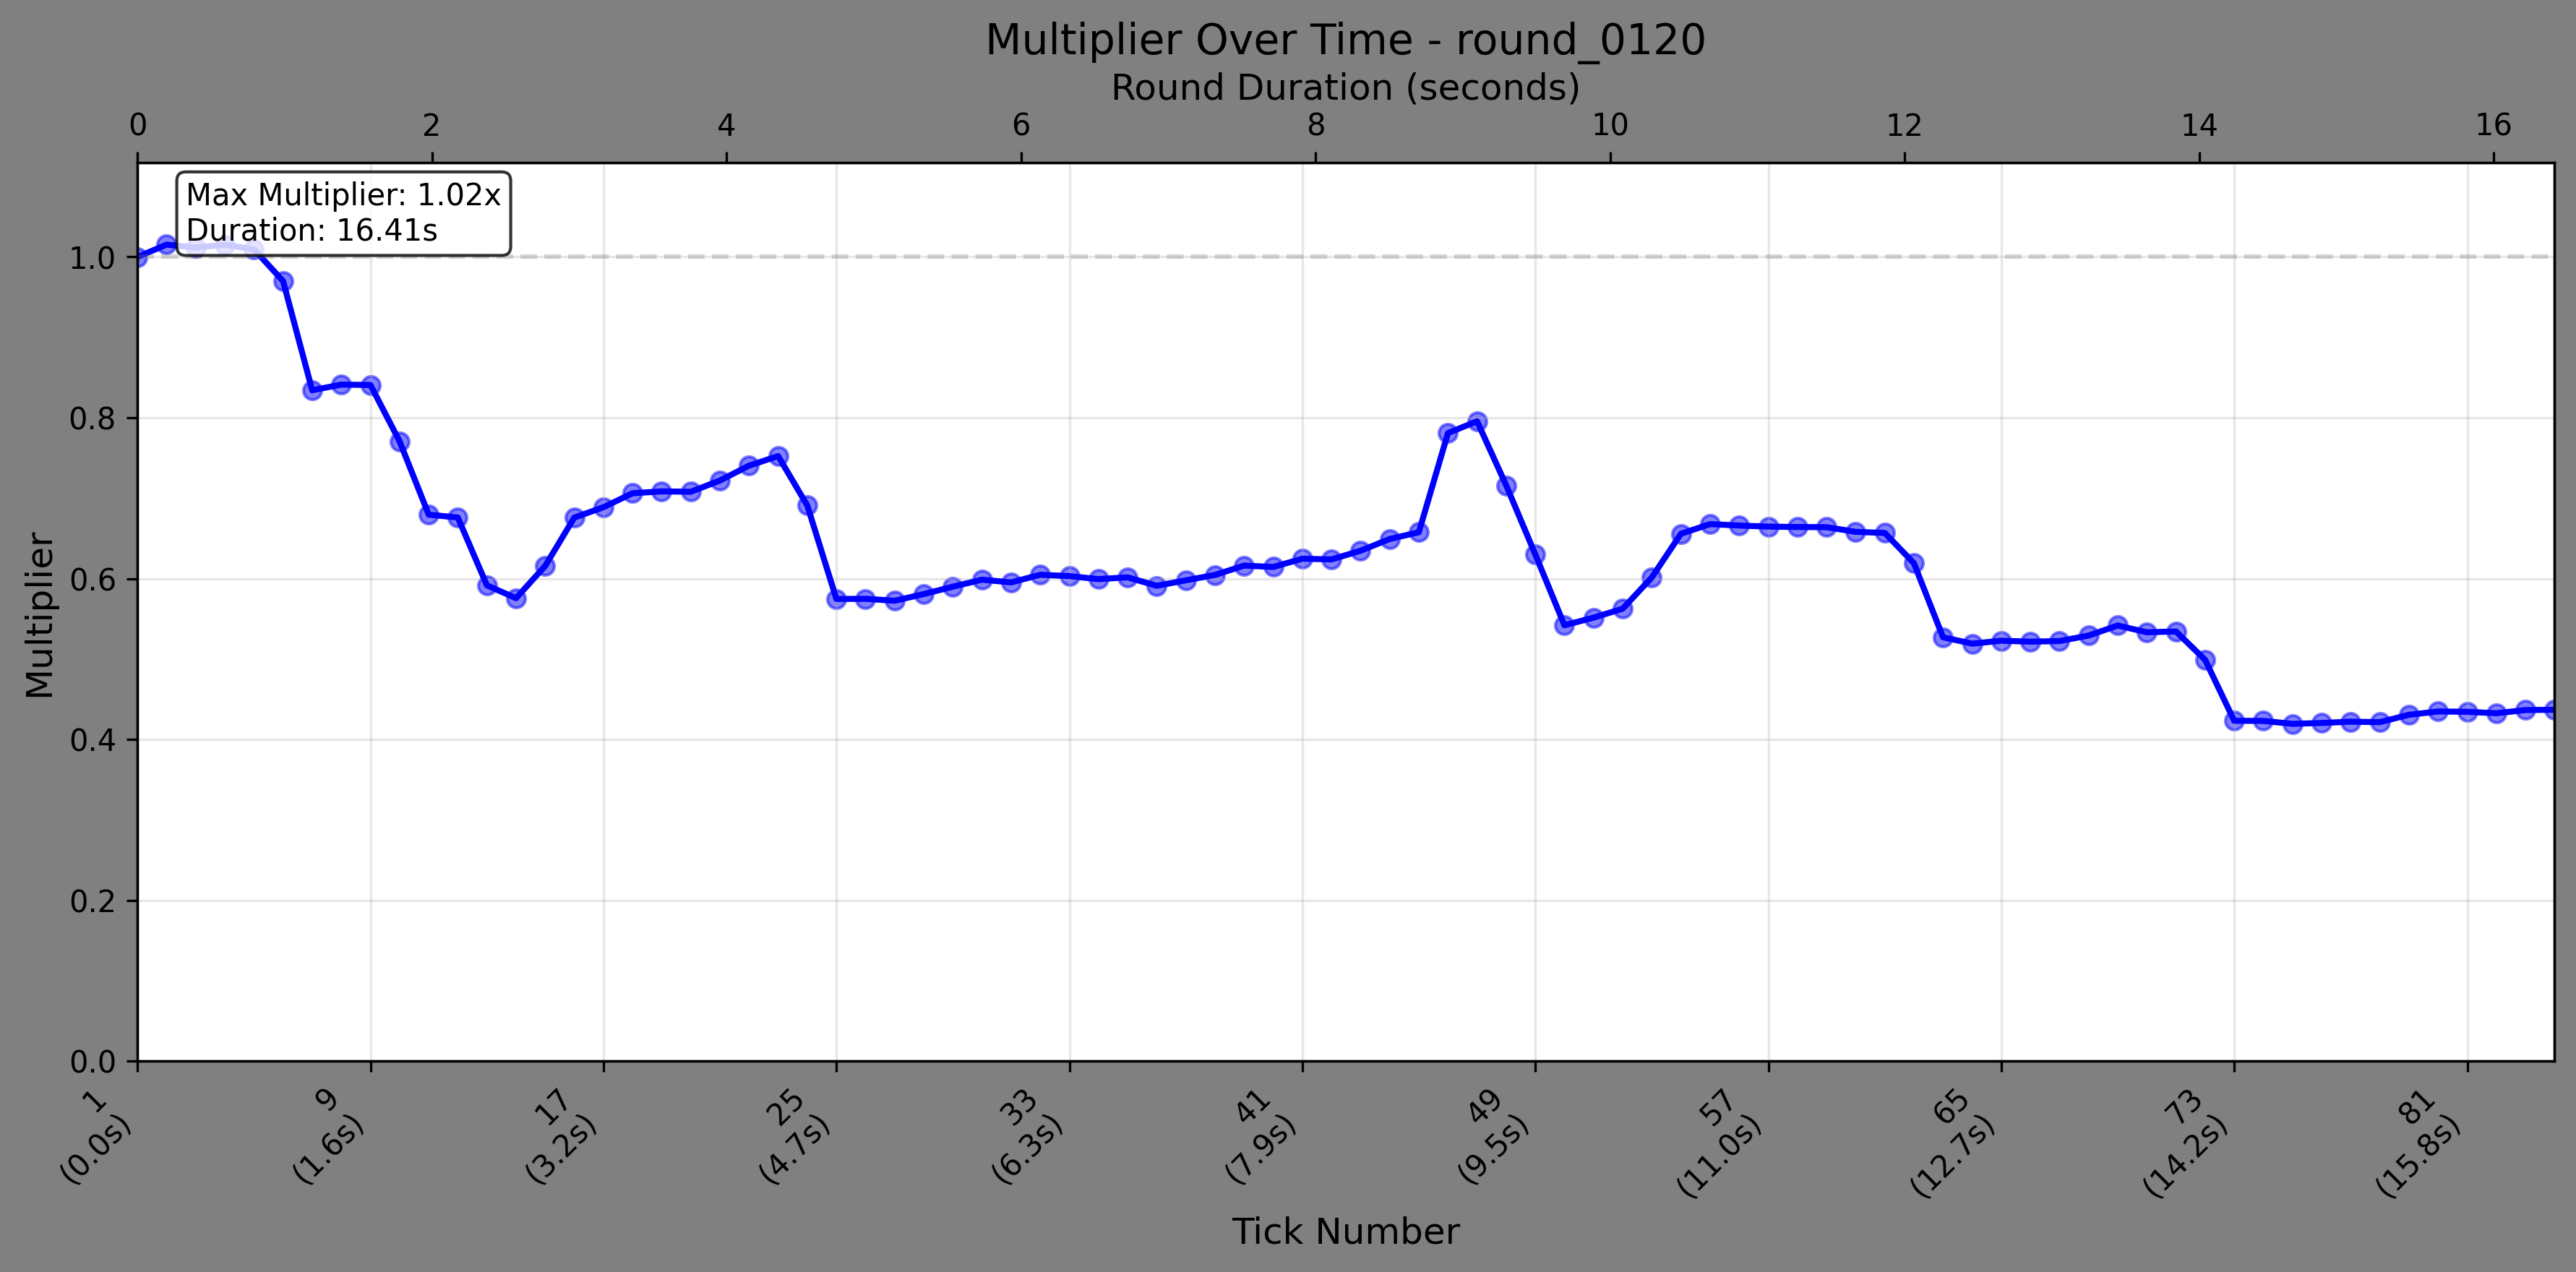 Multiplier Over Time - round_0120
Round Duration (seconds)
0 2 4 6 8 10 12 14 16
Max Multiplier: 1.02x
Duration: 16.41s
Multiplier
1.0
0.8
0.6
0.4
0.2
0.0
1 9 17 25 33 41 49 57 65 73 81
(0.0s) (1.6s) (3.2s) (4.7s) (6.3s) (7.9s) (9.5s) (11.0s) (12.7s) (14.2s) (15.8s)
Tick Number